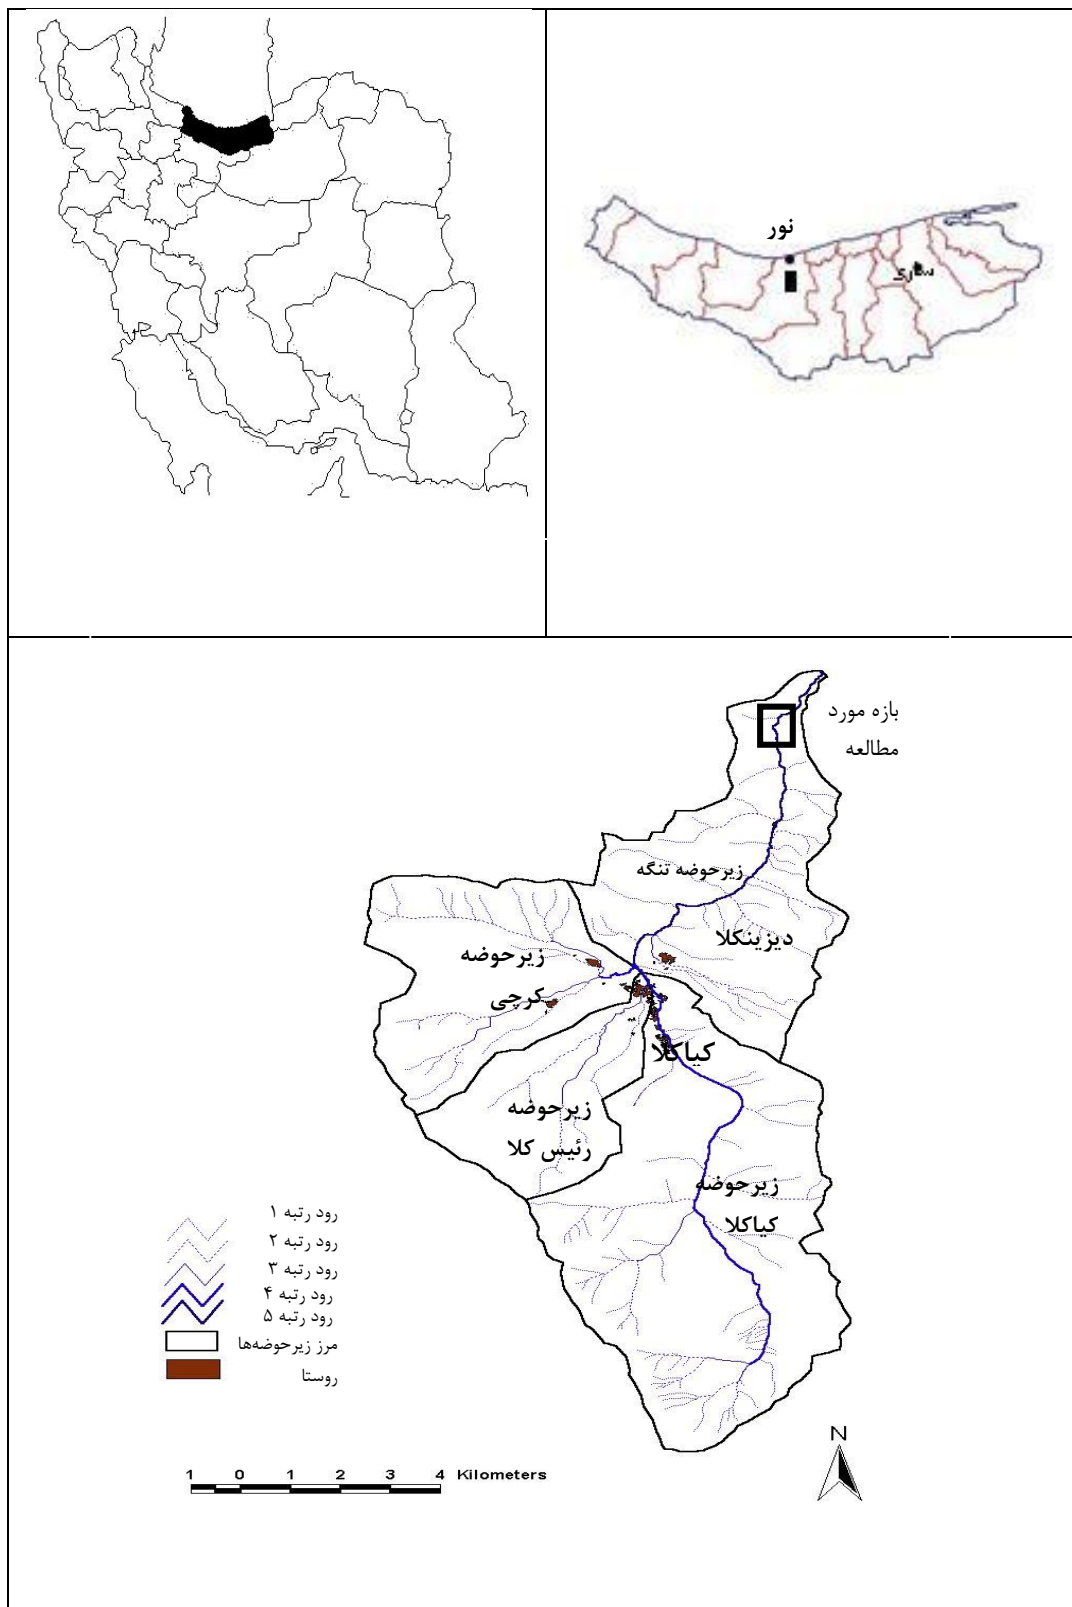 نور
ساری
بازه مورد
مطالعه
زیرحوضه تنگه
دیزینکلا
زیرحوضه
کرچی
کیاکلا
زیرحوضه
رئیس کلا
زیرحوضه
کیاکلا
رود رتبه ۱
رود رتبه ۲
رود رتبه ۳
رود رتبه ۴
رود رتبه ۵
مرز زیرحوضه‌ها
روستا
N
1 0 1 2 3 4 Kilometers